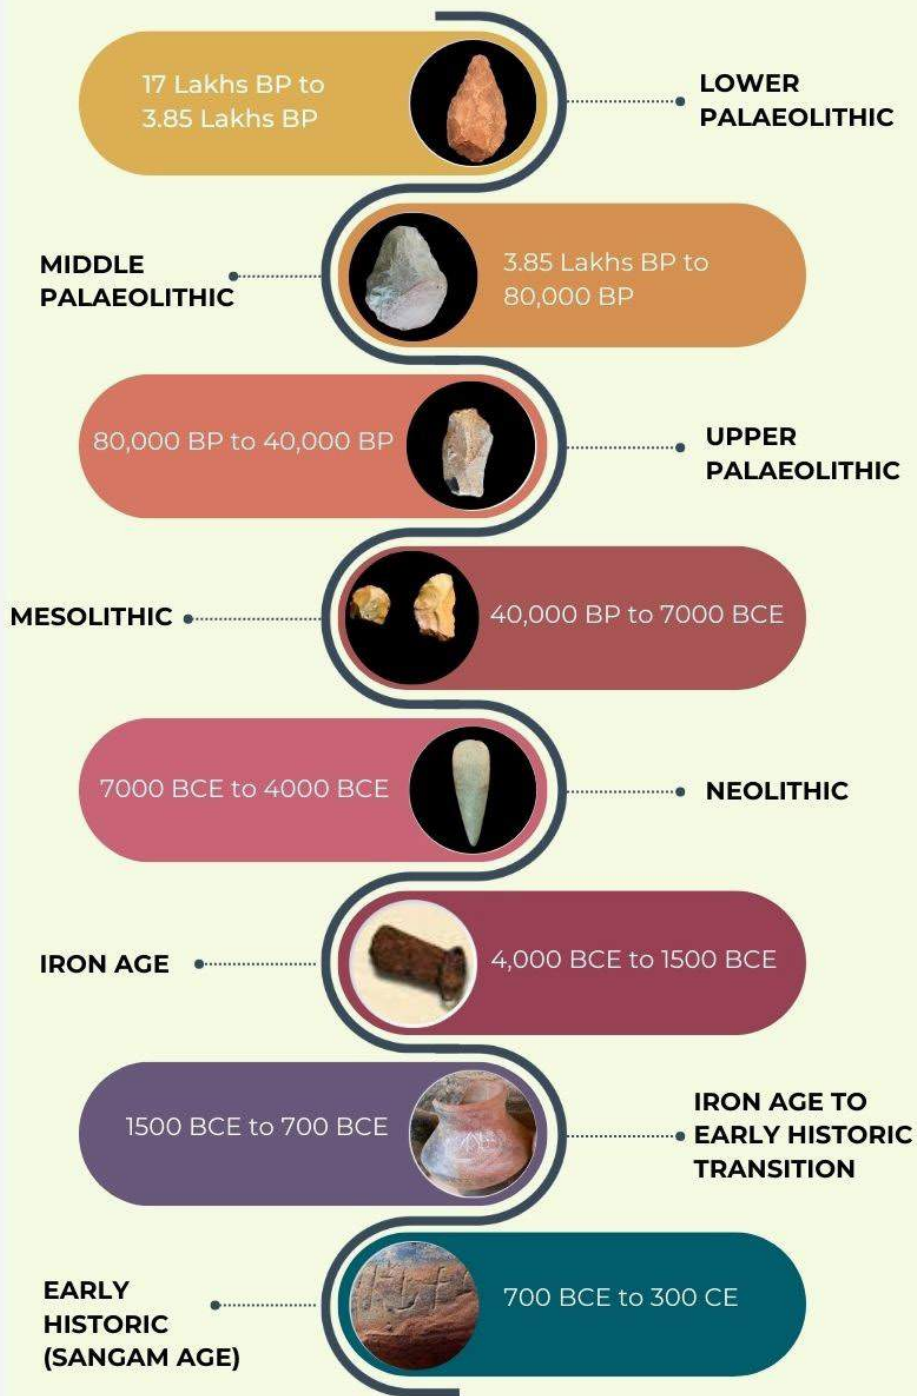 17 Lakhs BP to
3.85 Lakhs BP
LOWER
PALAEOLITHIC
MIDDLE
PALAEOLITHIC
3.85 Lakhs BP to
80,000 BP
80,000 BP to 40,000 BP
UPPER
PALAEOLITHIC
MESOLITHIC
40,000 BP to 7000 BCE
7000 BCE to 4000 BCE
NEOLITHIC
IRON AGE
4,000 BCE to 1500 BCE
1500 BCE to 700 BCE
IRON AGE TO
EARLY HISTORIC
TRANSITION
EARLY
HISTORIC
(SANGAM AGE)
700 BCE to 300 CE